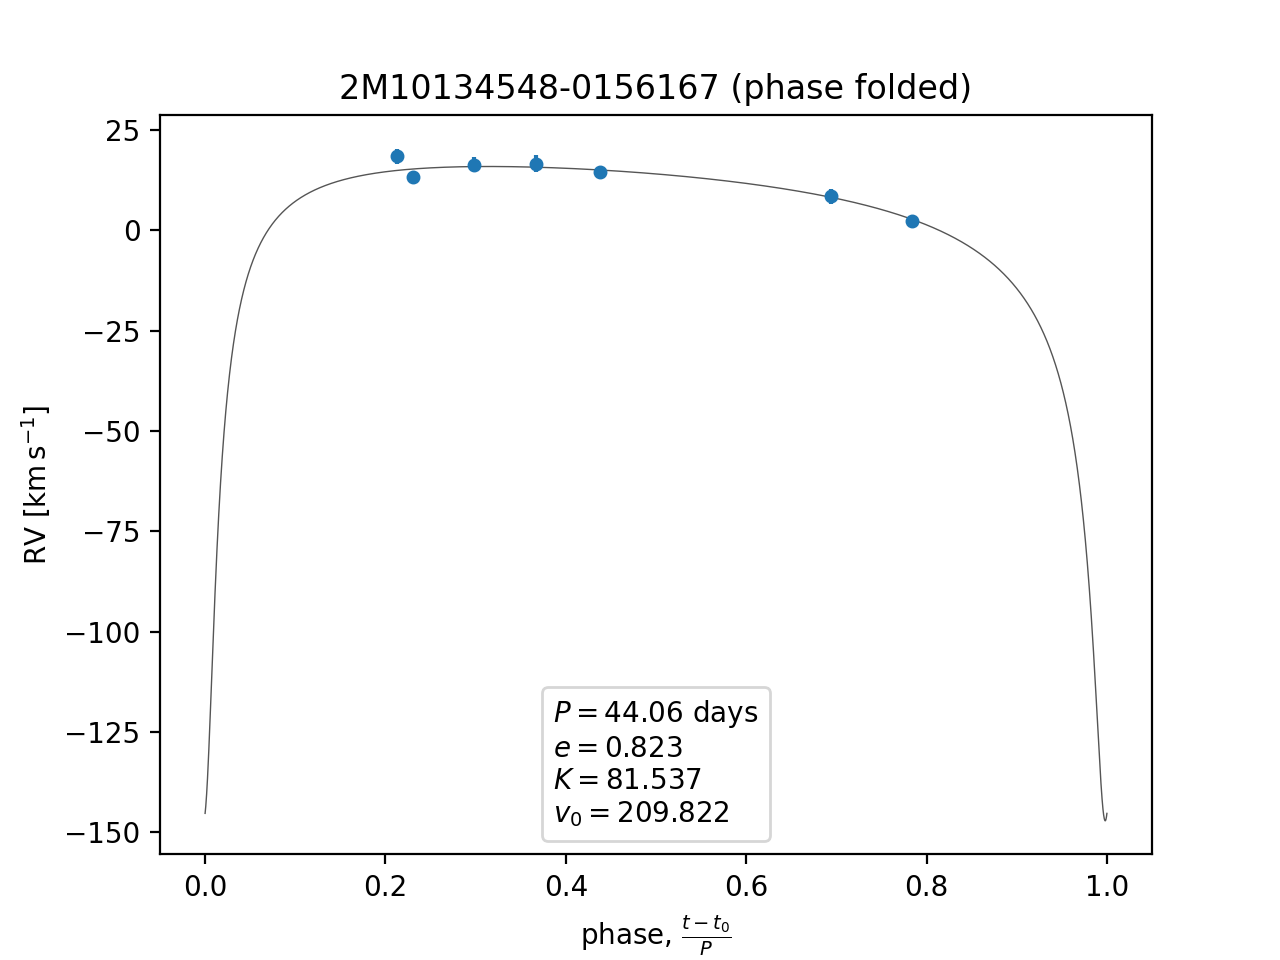 2M10134548-0156167 (phase folded)
25
0
−25
−50
−75
−100
−125
−150
RV [km s⁻¹]
P = 44.06 days
e = 0.823
K = 81.537
v₀ = 209.822
0.0 0.2 0.4 0.6 0.8 1.0
phase, (t − t₀)/P